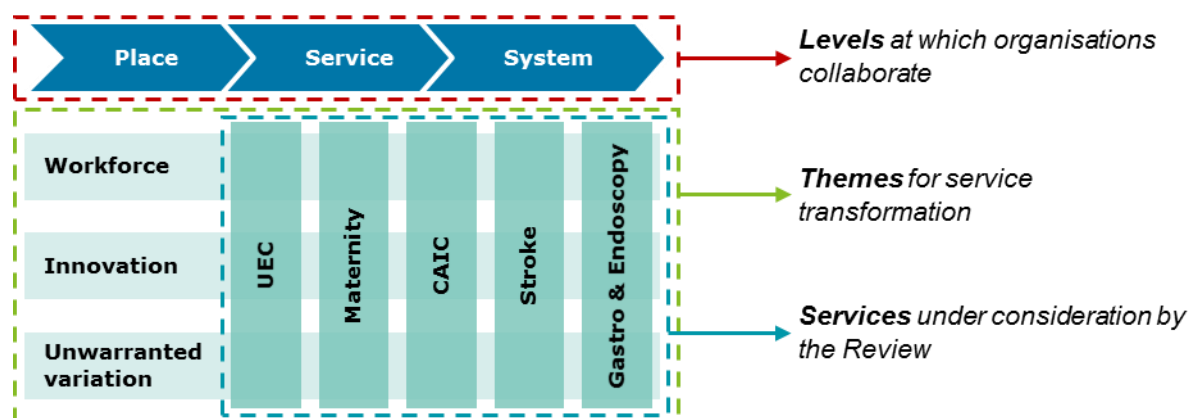 Place
Service
System
Levels at which organisations
collaborate
Workforce
Innovation
Unwarranted
variation
UEC
Maternity
CAIC
Stroke
Gastro & Endoscopy
Themes for service
transformation
Services under consideration by
the Review